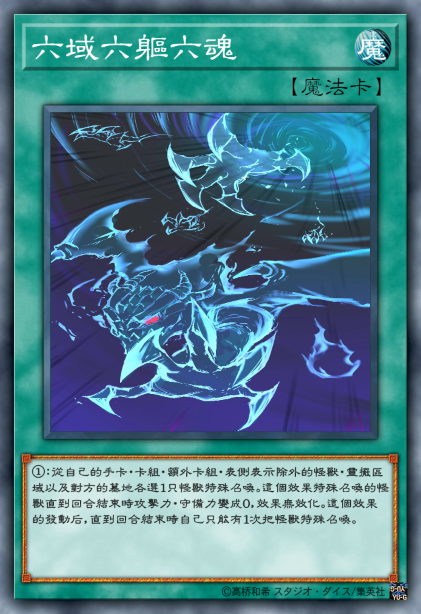 六域六軀六魂
魔
【魔法卡】
①:從自己的手卡·卡組·額外卡組·表側表示除外的怪獸·靈擺區
域以及對方的墓地各選1只怪獸特殊召喚。這個效果特殊召喚的怪
獸直到回合結束時攻擊力·守備力變成0,效果無效化。這個效果
的發動后,直到回合結束時自己只能有1次把怪獸特殊召喚。
©高桥和希 スタジオ・ダイス/集英社